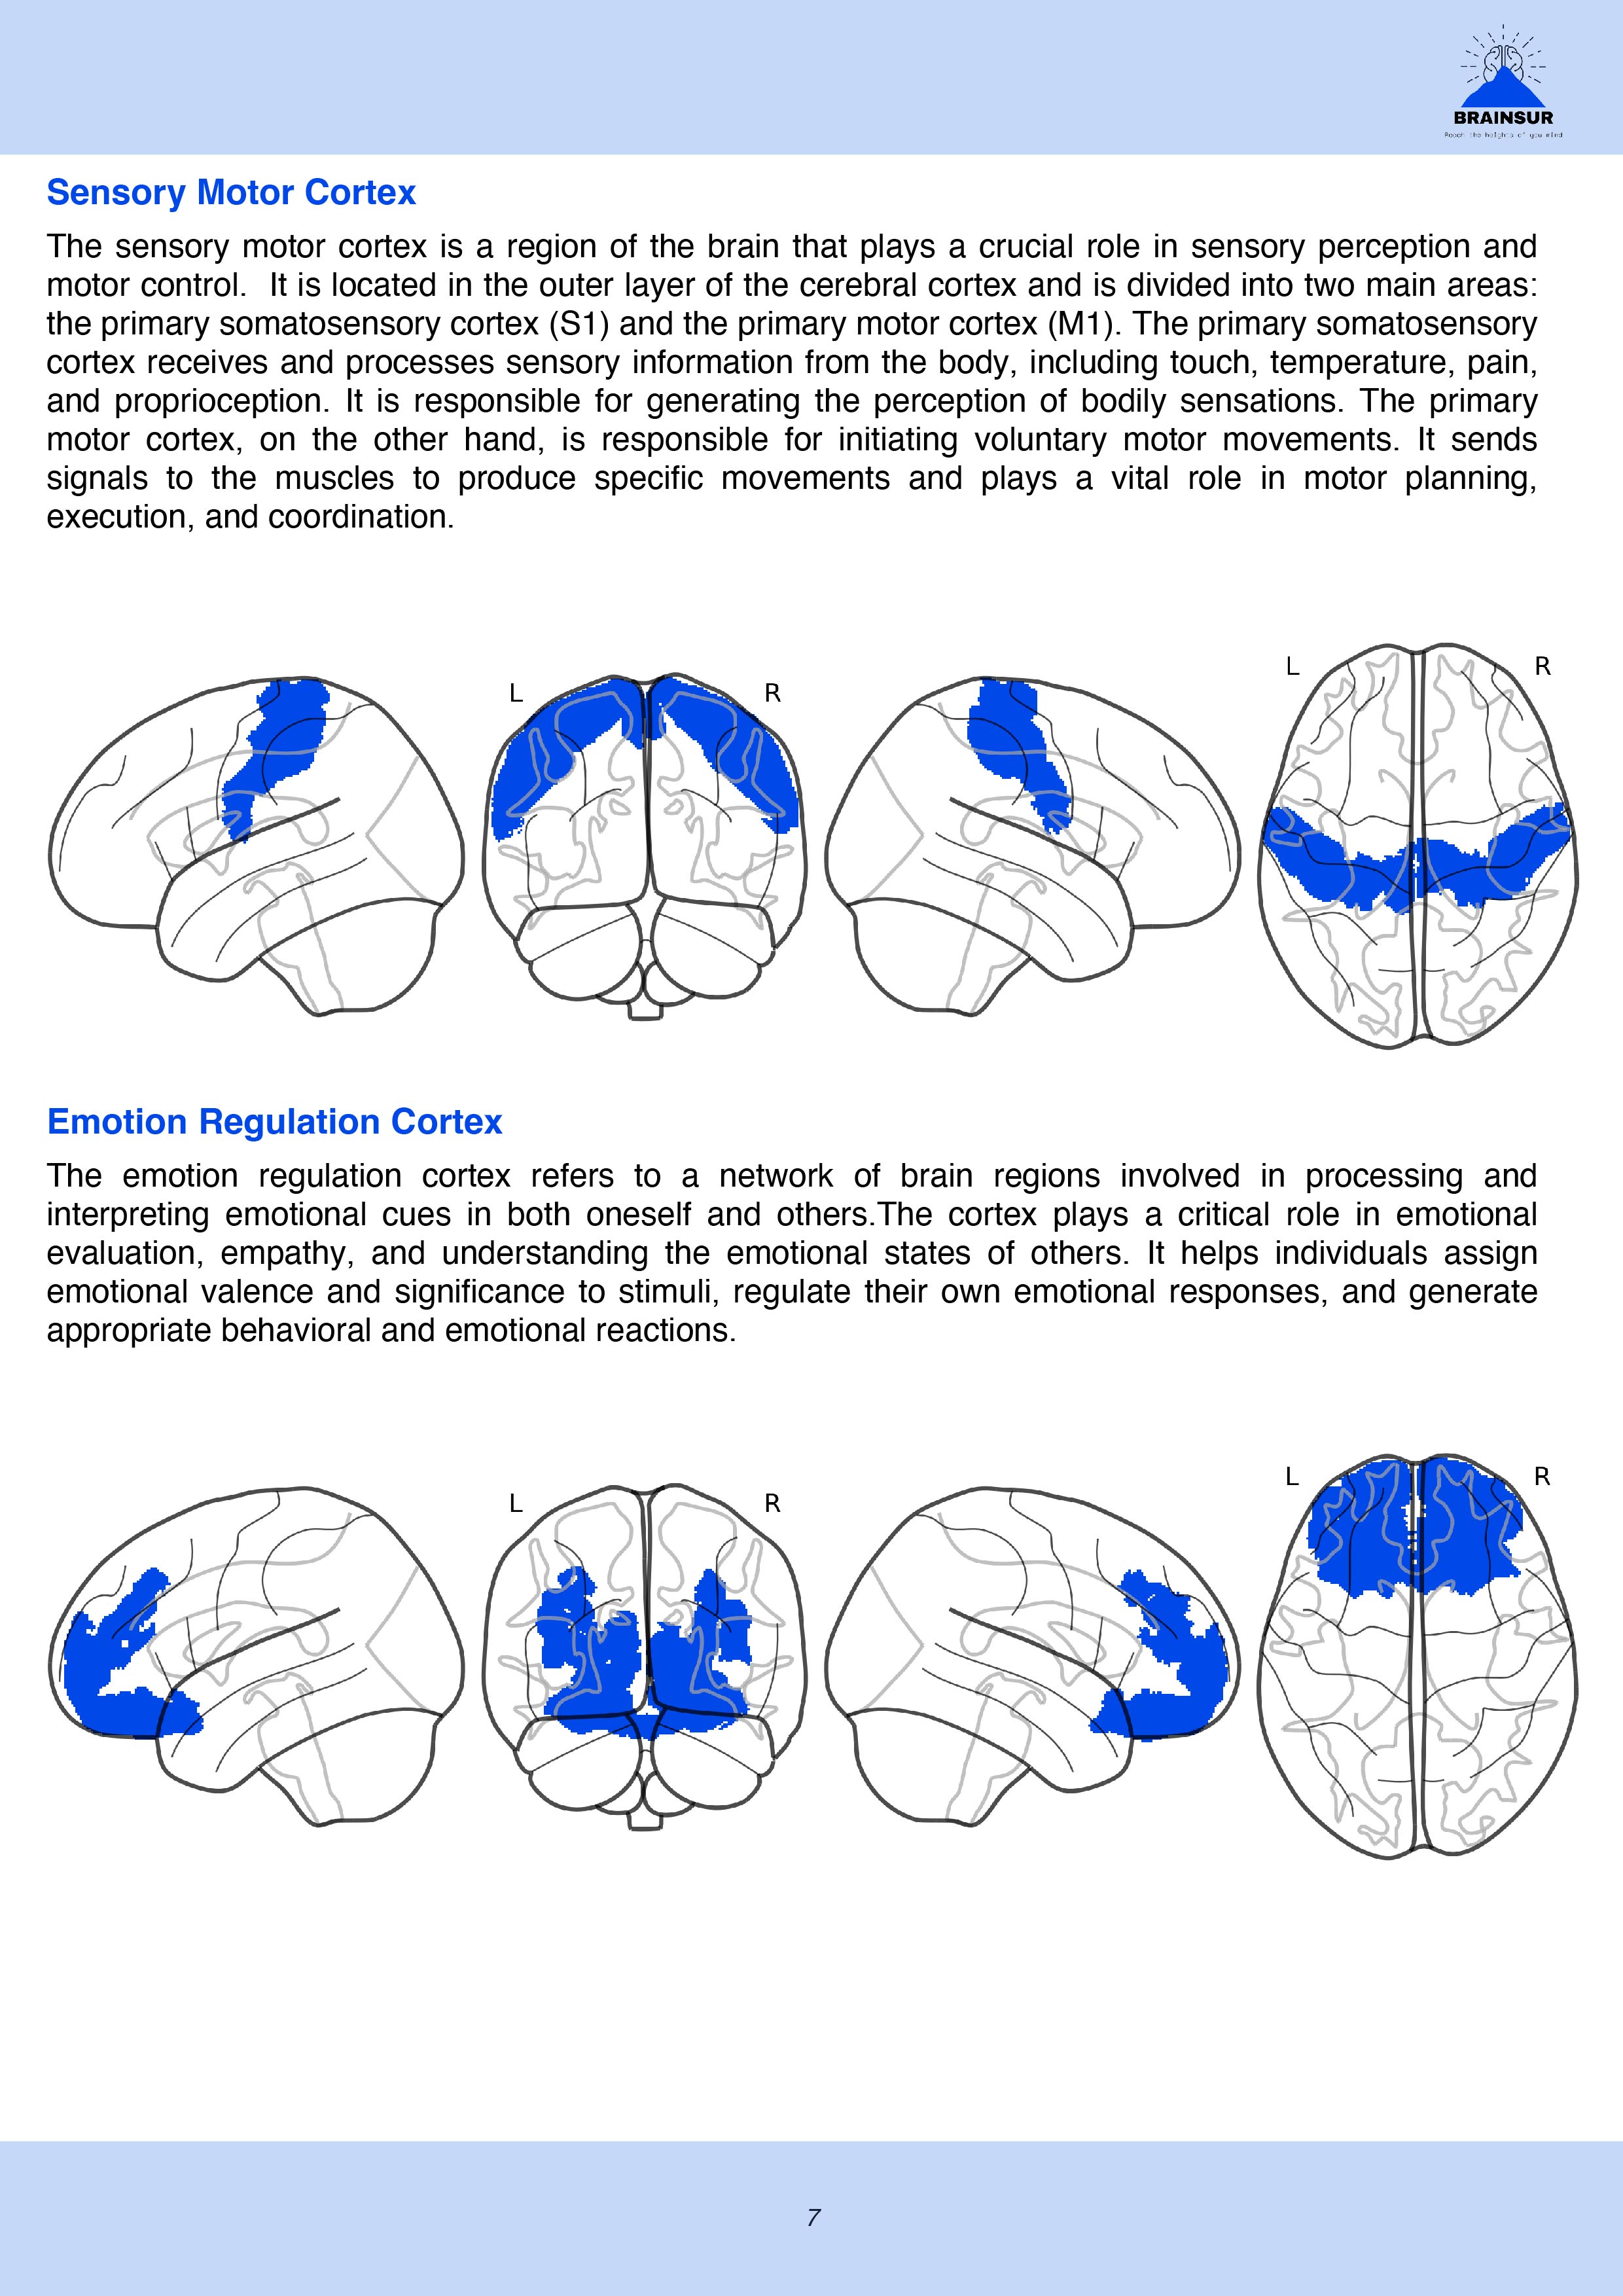 BRAINSUR
Reach the heights of you mind
Sensory Motor Cortex
The sensory motor cortex is a region of the brain that plays a crucial role in sensory perception and
motor control.  It is located in the outer layer of the cerebral cortex and is divided into two main areas:
the primary somatosensory cortex (S1) and the primary motor cortex (M1). The primary somatosensory
cortex receives and processes sensory information from the body, including touch, temperature, pain,
and proprioception. It is responsible for generating the perception of bodily sensations. The primary
motor cortex, on the other hand, is responsible for initiating voluntary motor movements. It sends
signals to the muscles to produce specific movements and plays a vital role in motor planning,
execution, and coordination.
L R L R
Emotion Regulation Cortex
The emotion regulation cortex refers to a network of brain regions involved in processing and
interpreting emotional cues in both oneself and others.The cortex plays a critical role in emotional
evaluation, empathy, and understanding the emotional states of others. It helps individuals assign
emotional valence and significance to stimuli, regulate their own emotional responses, and generate
appropriate behavioral and emotional reactions.
L R L R
7